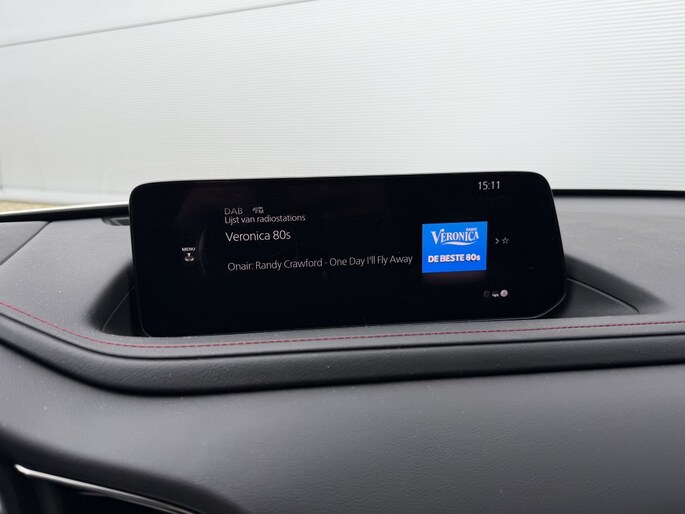 15:11
DAB
Lijst van radiostations
Veronica 80s
MENU
RADIO
VERONICA
DE BESTE 80s
Onair: Randy Crawford - One Day I'll Fly Away